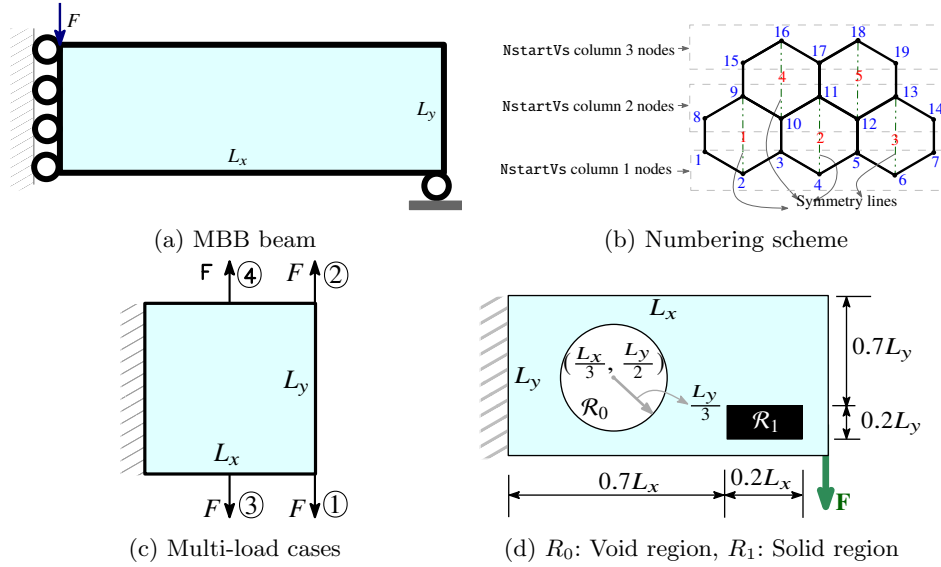 F
L_y
L_x
(a) MBB beam
NstartVs column 3 nodes
NstartVs column 2 nodes
NstartVs column 1 nodes
16 18
15 17 19
4 5
9 11 13
8 10 12 14
1 2 3
1 3 5 7
2 4 6
Symmetry lines
(b) Numbering scheme
F ④ F ②
L_y
L_x
F ③ F ①
(c) Multi-load cases
L_x
(L_x/3, L_y/2)
L_y
R_0
L_y/3
R_1
0.7L_y
0.2L_y
0.7L_x 0.2L_x
F
(d) R_0: Void region, R_1: Solid region